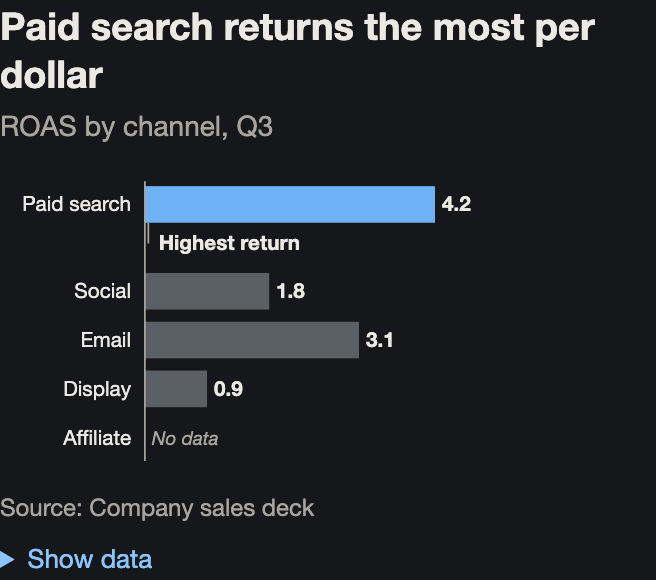 Paid search returns the most per
dollar
ROAS by channel, Q3
Paid search 4.2
Highest return
Social 1.8
Email 3.1
Display 0.9
Affiliate No data
Source: Company sales deck
Show data